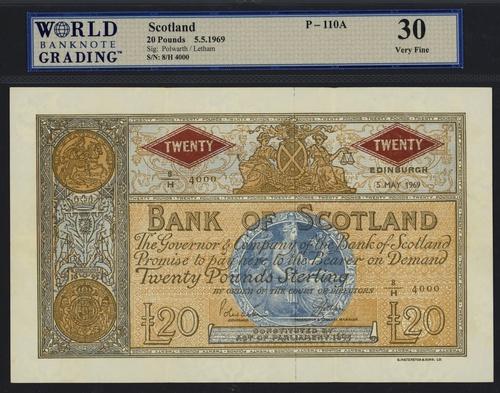 WORLD
BANKNOTE
GRADING™
Scotland
20 Pounds 5.5.1969
Sig: Polwarth / Letham
S/N: 8/H 4000
P - 110A
30
Very Fine
TWENTY
TWENTY
8/H 4000
EDINBURGH
5 MAY 1969
BANK OF SCOTLAND
The Governor & Company of the Bank of Scotland
Promise to pay here to the Bearer on Demand
Twenty Pounds Sterling
BY ORDER OF THE COURT OF DIRECTORS
8/H 4000
£20
£20
CONSTITUTED BY
ACT OF PARLIAMENT 1695